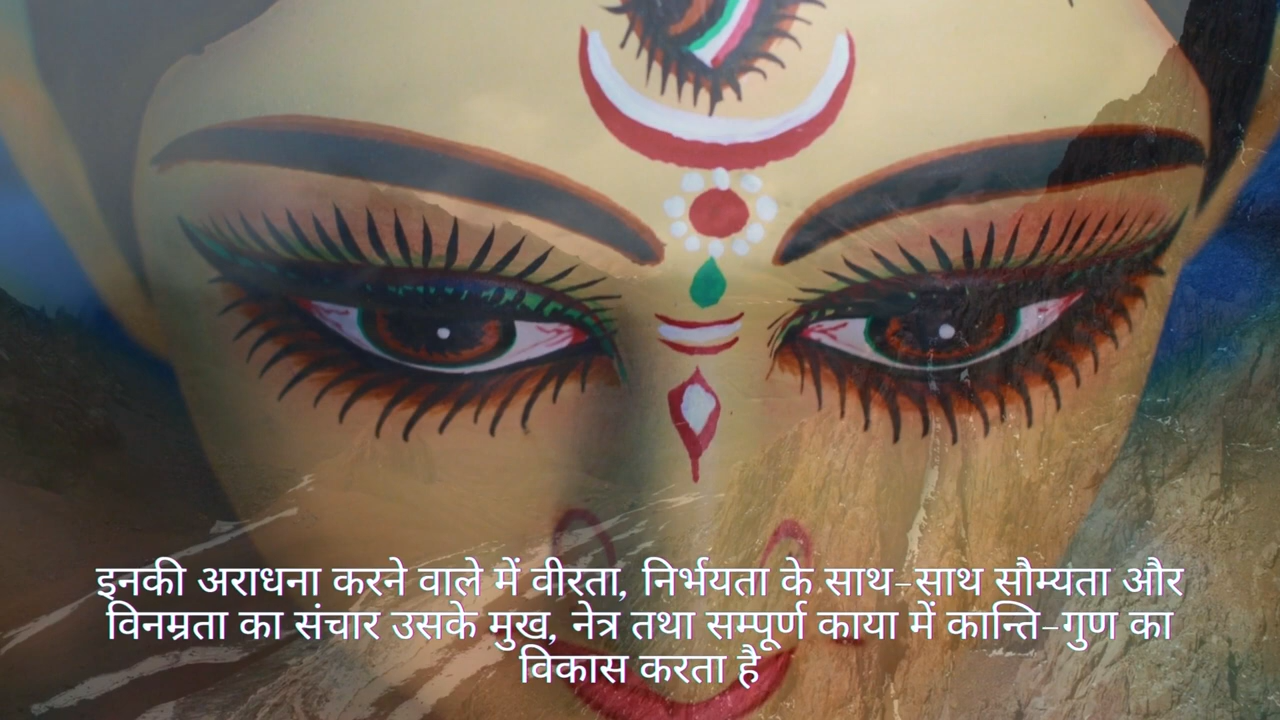 इनकी अराधना करने वाले में वीरता, निर्भयता के साथ-साथ सौम्यता और
विनम्रता का संचार उसके मुख, नेत्र तथा सम्पूर्ण काया में कान्ति-गुण का
विकास करता है